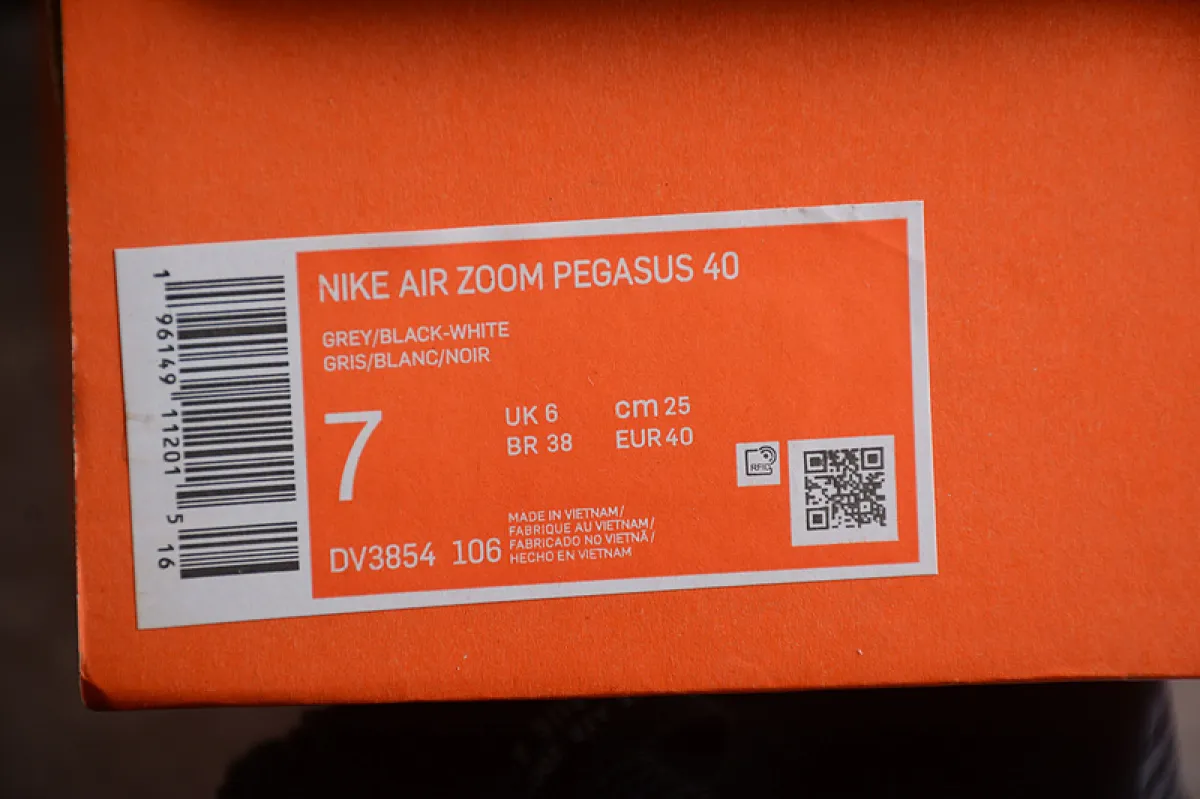 NIKE AIR ZOOM PEGASUS 40
GREY/BLACK-WHITE
GRIS/BLANC/NOIR
7
UK 6
cm 25
BR 38
EUR 40
RFID
MADE IN VIETNAM/
FABRIQUE AU VIETNAM/
FABRICADO NO VIETNÃ/
HECHO EN VIETNAM
DV3854 106
1 96149 11201 5 16